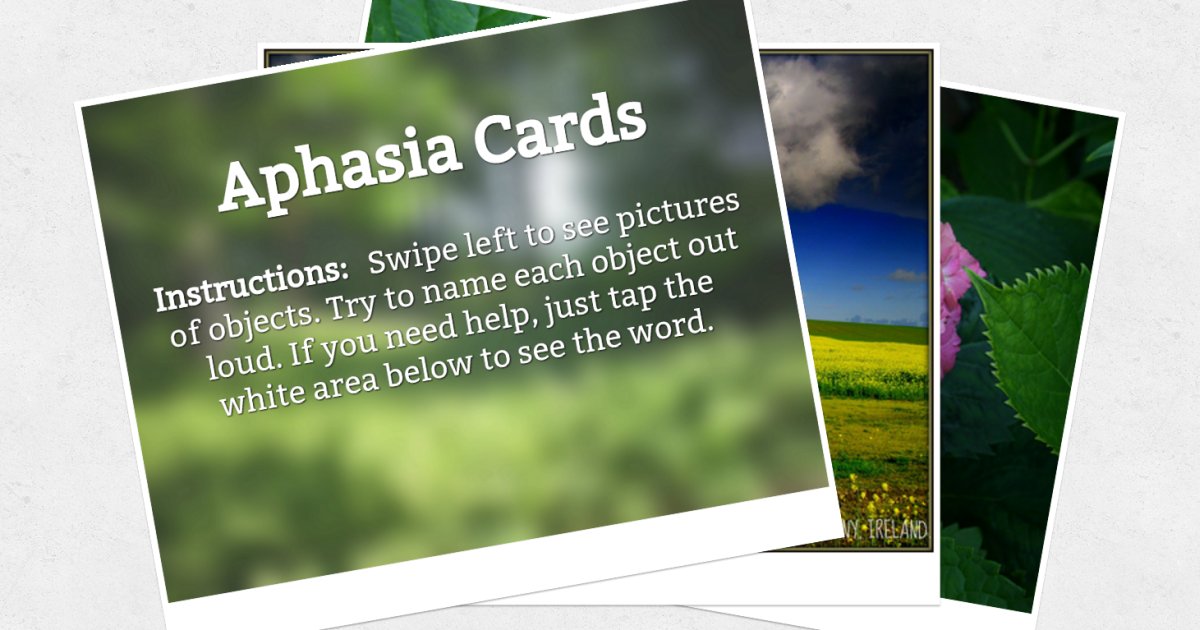 Aphasia Cards
Instructions: Swipe left to see pictures
of objects. Try to name each object out
loud. If you need help, just tap the
white area below to see the word.
IRELAND